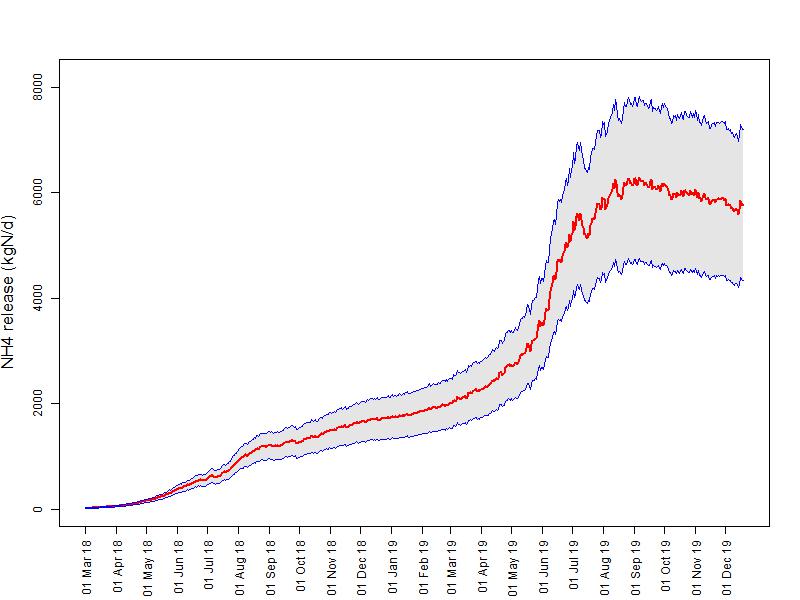 NH4 release (kgN/d)
8000
6000
4000
2000
0
01 Mar 18
01 Apr 18
01 May 18
01 Jun 18
01 Jul 18
01 Aug 18
01 Sep 18
01 Oct 18
01 Nov 18
01 Dec 18
01 Jan 19
01 Feb 19
01 Mar 19
01 Apr 19
01 May 19
01 Jun 19
01 Jul 19
01 Aug 19
01 Sep 19
01 Oct 19
01 Nov 19
01 Dec 19